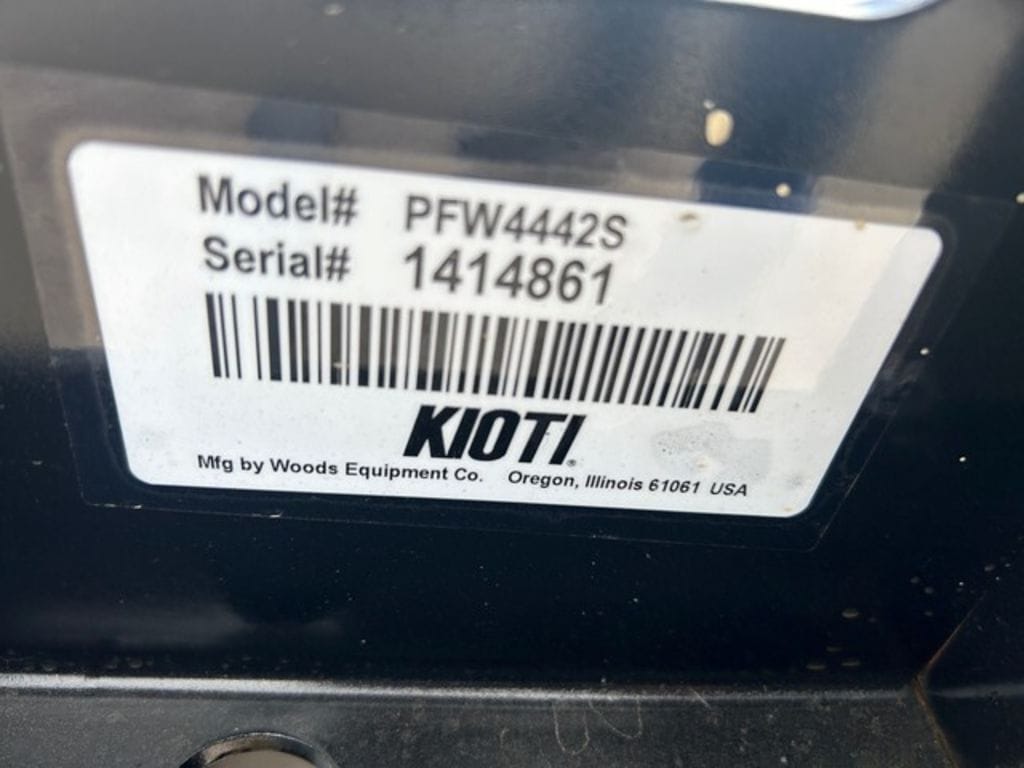 Model# PFW4442S
Serial# 1414861
KIOTI®
Mfg by Woods Equipment Co. Oregon, Illinois 61061 USA